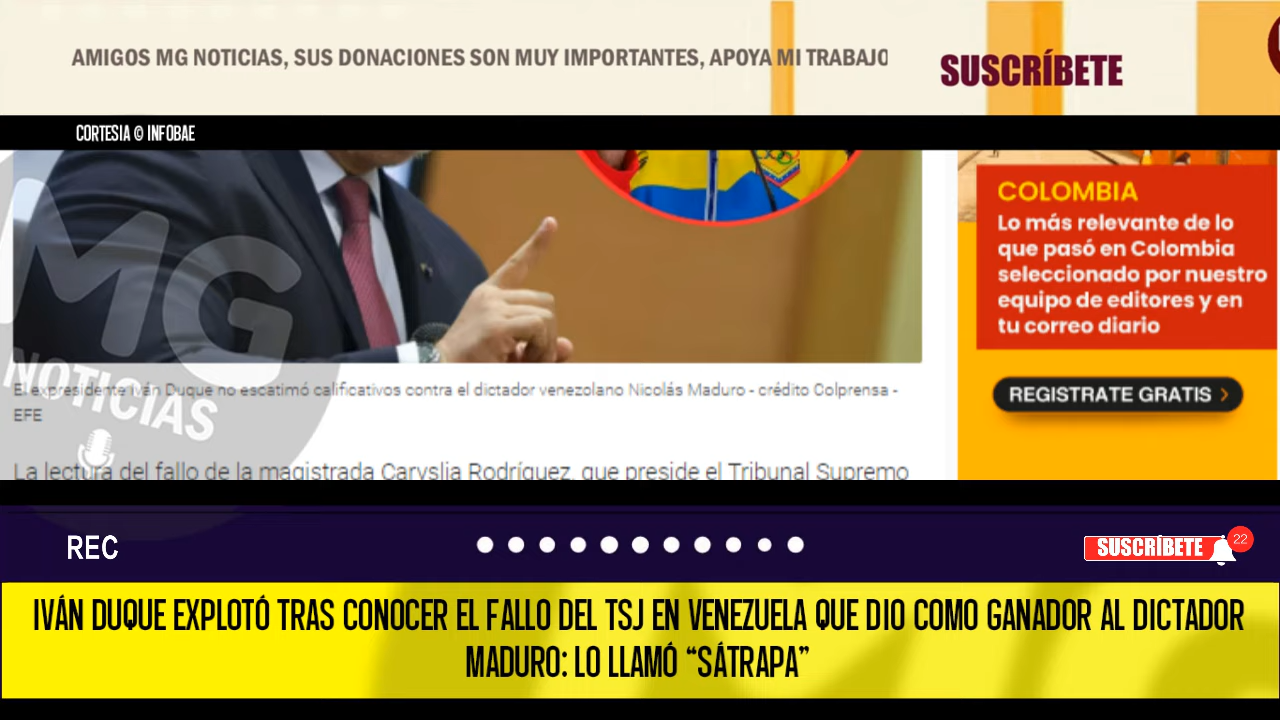 AMIGOS MG NOTICIAS, SUS DONACIONES SON MUY IMPORTANTES, APOYA MI TRABAJO
SUSCRÍBETE
CORTESIA © INFOBAE
MG
NOTICIAS
COLOMBIA
Lo más relevante de lo
que pasó en Colombia
seleccionado por nuestro
equipo de editores y en
tu correo diario
REGISTRATE GRATIS >
El expresidente Iván Duque no escatimó calificativos contra el dictador venezolano Nicolás Maduro - crédito Colprensa -
EFE
La lectura del fallo de la magistrada Caryslia Rodríguez, que preside el Tribunal Supremo
REC
SUSCRÍBETE
22
IVÁN DUQUE EXPLOTÓ TRAS CONOCER EL FALLO DEL TSJ EN VENEZUELA QUE DIO COMO GANADOR AL DICTADOR
MADURO: LO LLAMÓ “SÁTRAPA”